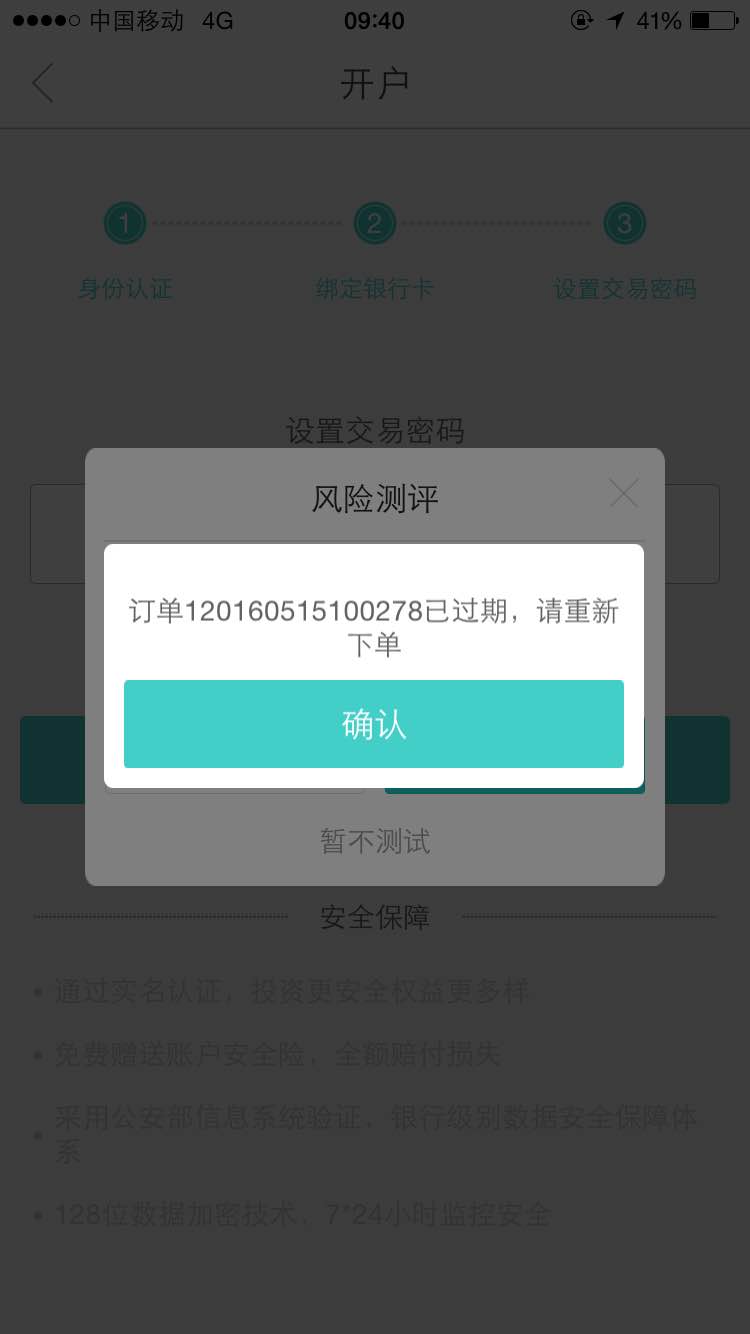 中国移动 4G 09:40 41%
开户
1 2 3
身份认证 绑定银行卡 设置交易密码
设置交易密码
风险测评
订单120160515100278已过期，请重新
下单
确认
暂不测试
安全保障
通过实名认证，投资更安全权益更多样
免费赠送账户安全险，全额赔付损失
采用公安部信息系统验证，银行级别数据安全保障体
系
128位数据加密技术，7*24小时监控安全